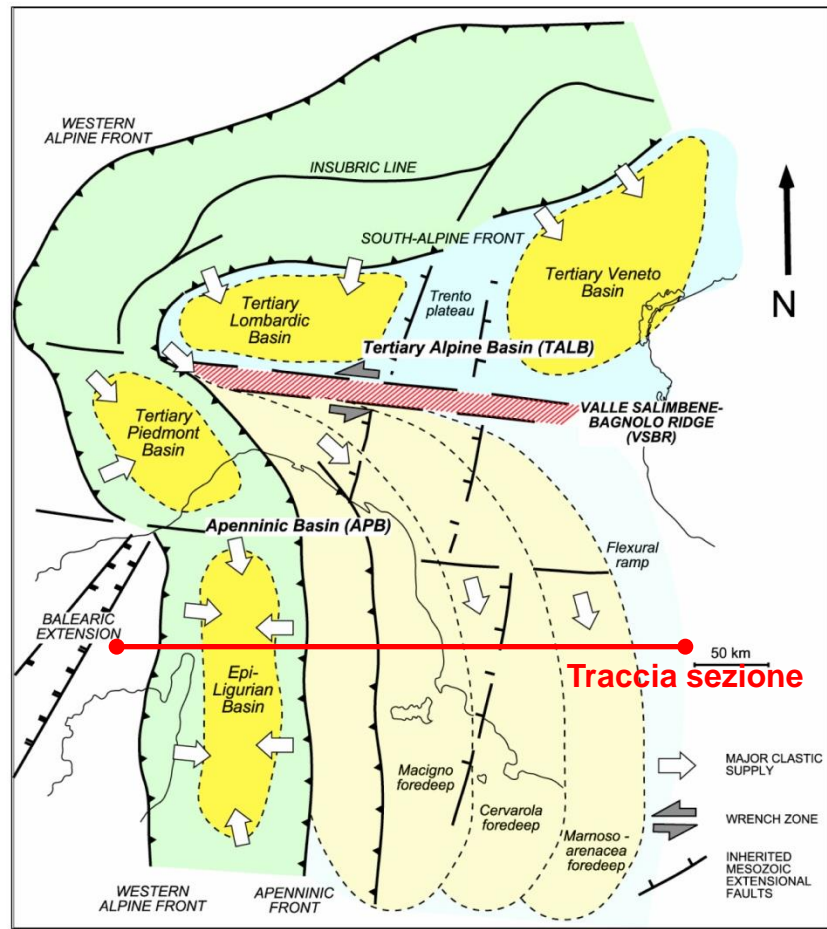 WESTERN
ALPINE FRONT
INSUBRIC LINE
SOUTH-ALPINE FRONT
Tertiary Veneto
Basin
N
Trento
plateau
Tertiary
Lombardic
Basin
Tertiary Alpine Basin (TALB)
VALLE SALIMBENE-
BAGNOLO RIDGE
(VSBR)
Tertiary
Piedmont
Basin
Apenninic Basin (APB)
Flexural
ramp
BALEARIC
EXTENSION
50 km
Traccia sezione
Epi-
Ligurian
Basin
Macigno
foredeep
Cervarola
foredeep
Marnoso-
arenacea
foredeep
MAJOR CLASTIC
SUPPLY
WRENCH ZONE
INHERITED
MESOZOIC
EXTENSIONAL
FAULTS
WESTERN
ALPINE FRONT
APENNINIC
FRONT